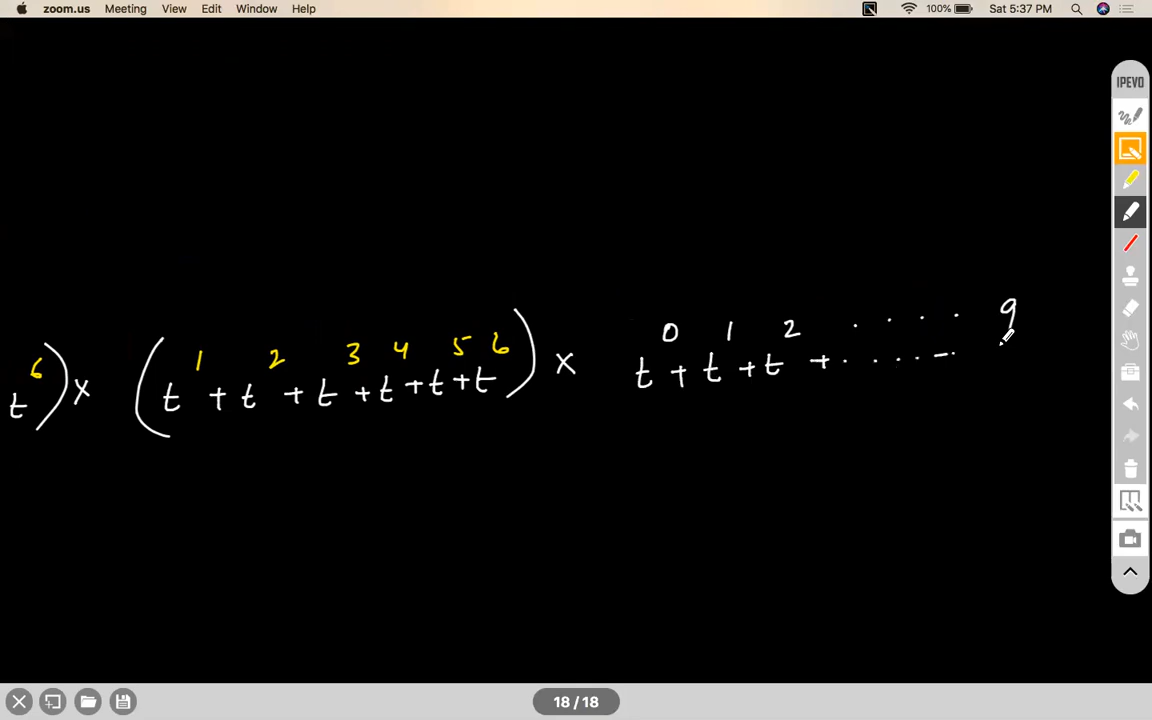 zoom.us Meeting View Edit Window Help 100% Sat 5:37 PM
IPEVO
0 1 2 . . . . 9
6 1 2 3 4 5 6
t ) x ( t + t + t + t + t + t ) x t + t + t + . . . . - .
18 / 18